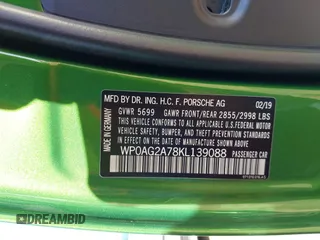 MFD BY DR. ING. H.C. F. PORSCHE AG 02/19
GVWR 5699 GAWR FRONT/REAR 2855/2998 LBS
THIS VEHICLE CONFORMS TO ALL APPLICABLE U.S.
FEDERAL MOTOR VEHICLE SAFETY, BUMPER, AND THEFT
PREVENTION STANDARDS IN EFFECT ON THE DATE OF
MANUFACTURE SHOWN ABOVE.
WP0AG2A78KL139088 PASSENGER CAR
MADE IN GERMANY
DREAMBID